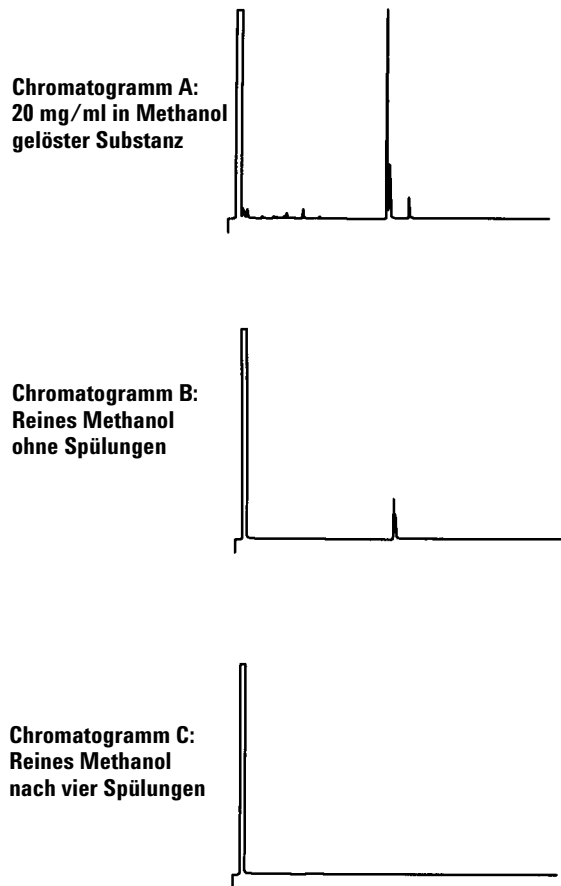 Chromatogramm A:
20 mg/ml in Methanol
gelöster Substanz
Chromatogramm B:
Reines Methanol
ohne Spülungen
Chromatogramm C:
Reines Methanol
nach vier Spülungen